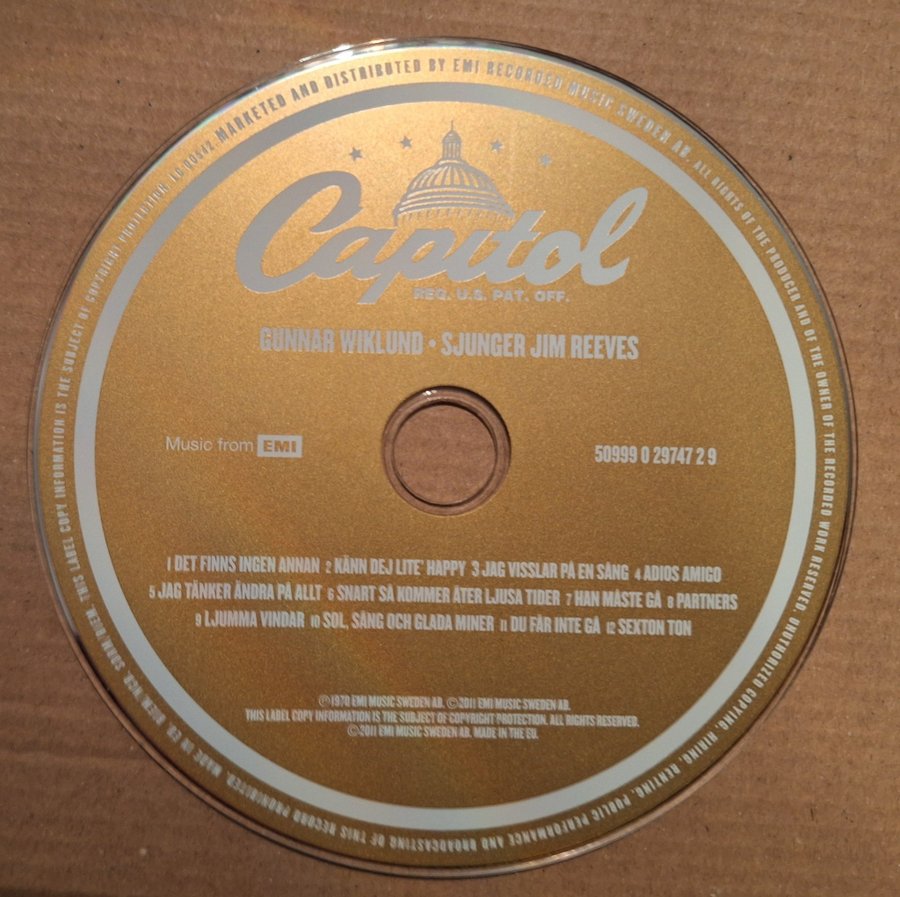 Capitol
REG. U.S. PAT. OFF.
GUNNAR WIKLUND • SJUNGER JIM REEVES
Music from EMI
50999 0 29747 2 9
1 DET FINNS INGEN ANNAN 2 KÄNN DEJ LITE' HAPPY 3 JAG VISSLAR PÅ EN SÅNG 4 ADIOS AMIGO
5 JAG TÄNKER ÄNDRA PÅ ALLT 6 SNART SÅ KOMMER ÅTER LJUSA TIDER 7 HAN MÅSTE GÅ 8 PARTNERS
9 LJUMMA VINDAR 10 SOL, SÅNG OCH GLADA MINER 11 DU FÅR INTE GÅ 12 SEXTON TON
℗1970 EMI MUSIC SWEDEN AB. ©2011 EMI MUSIC SWEDEN AB.
THIS LABEL COPY INFORMATION IS THE SUBJECT OF COPYRIGHT PROTECTION. ALL RIGHTS RESERVED.
©2011 EMI MUSIC SWEDEN AB. MADE IN THE EU.
THIS LABEL COPY INFORMATION IS THE SUBJECT OF COPYRIGHT PROTECTION. LC 00542. MARKETED AND DISTRIBUTED BY EMI RECORDED MUSIC SWEDEN AB. ALL RIGHTS OF THE PRODUCER AND OF THE OWNER OF THE RECORDED WORK RESERVED. UNAUTHORIZED COPYING, HIRING, RENTING, PUBLIC PERFORMANCE AND BROADCASTING OF THIS RECORD PROHIBITED. MADE IN EU. BIEM/NCB.